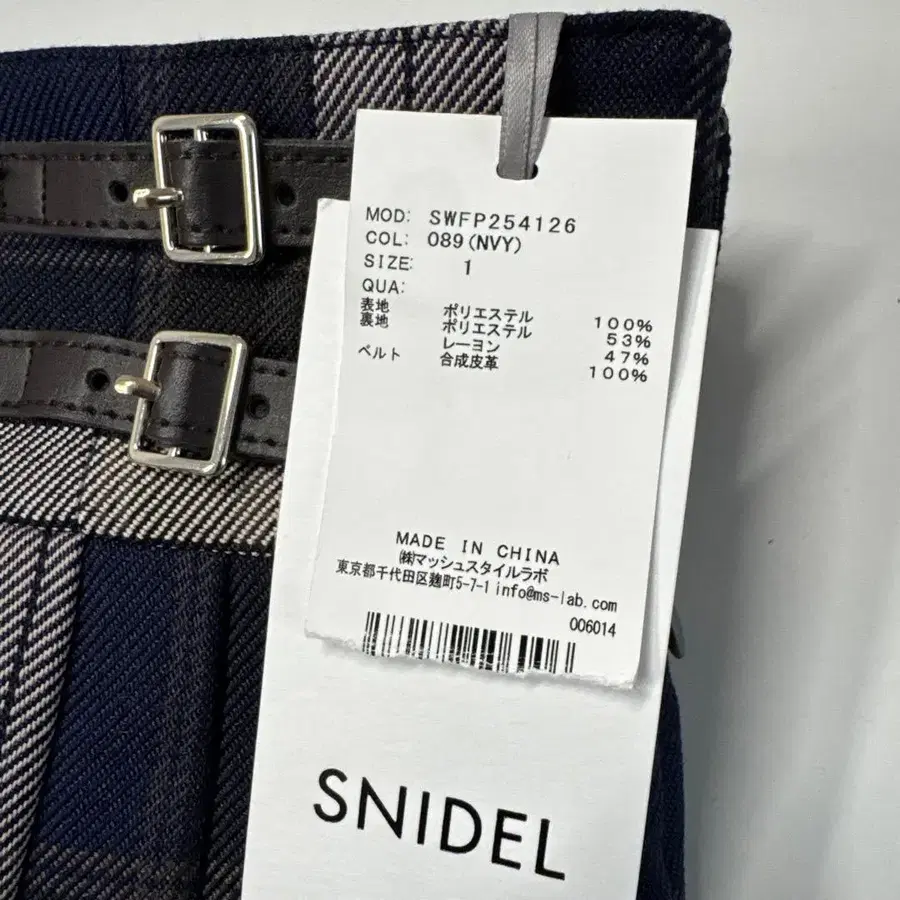 MOD: SWFP254126
COL: 089(NVY)
SIZE: 1
QUA:
表地 ポリエステル 100%
裏地 ポリエステル 53%
レーヨン 47%
ベルト 合成皮革 100%
MADE IN CHINA
㈱マッシュスタイルラボ
東京都千代田区麹町5-7-1 info@ms-lab.com
006014
SNIDEL